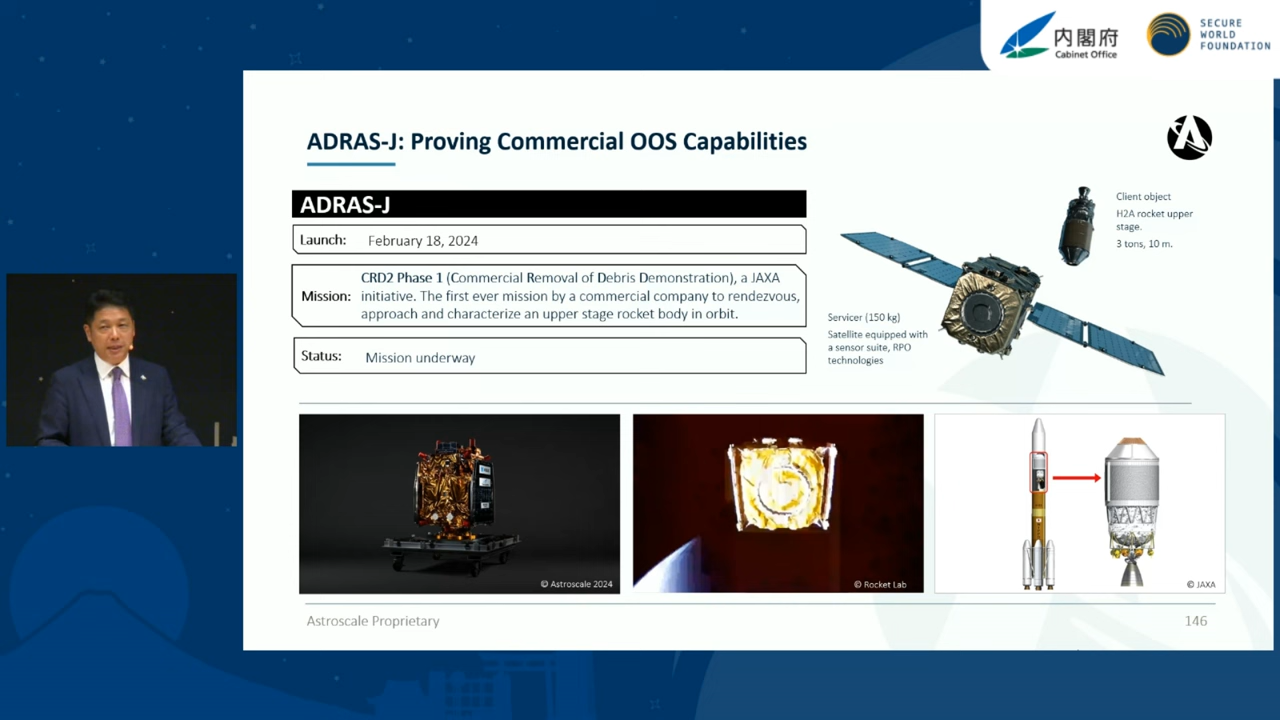 内閣府
Cabinet Office
SECURE
WORLD
FOUNDATION
ADRAS-J: Proving Commercial OOS Capabilities
ADRAS-J
Launch: February 18, 2024
Mission: CRD2 Phase 1 (Commercial Removal of Debris Demonstration), a JAXA
initiative. The first ever mission by a commercial company to rendezvous,
approach and characterize an upper stage rocket body in orbit.
Status: Mission underway
Client object
H2A rocket upper
stage.
3 tons, 10 m.
Servicer (150 kg)
Satellite equipped with
a sensor suite, RPO
technologies
© Astroscale 2024
© Rocket Lab
© JAXA
Astroscale Proprietary
146